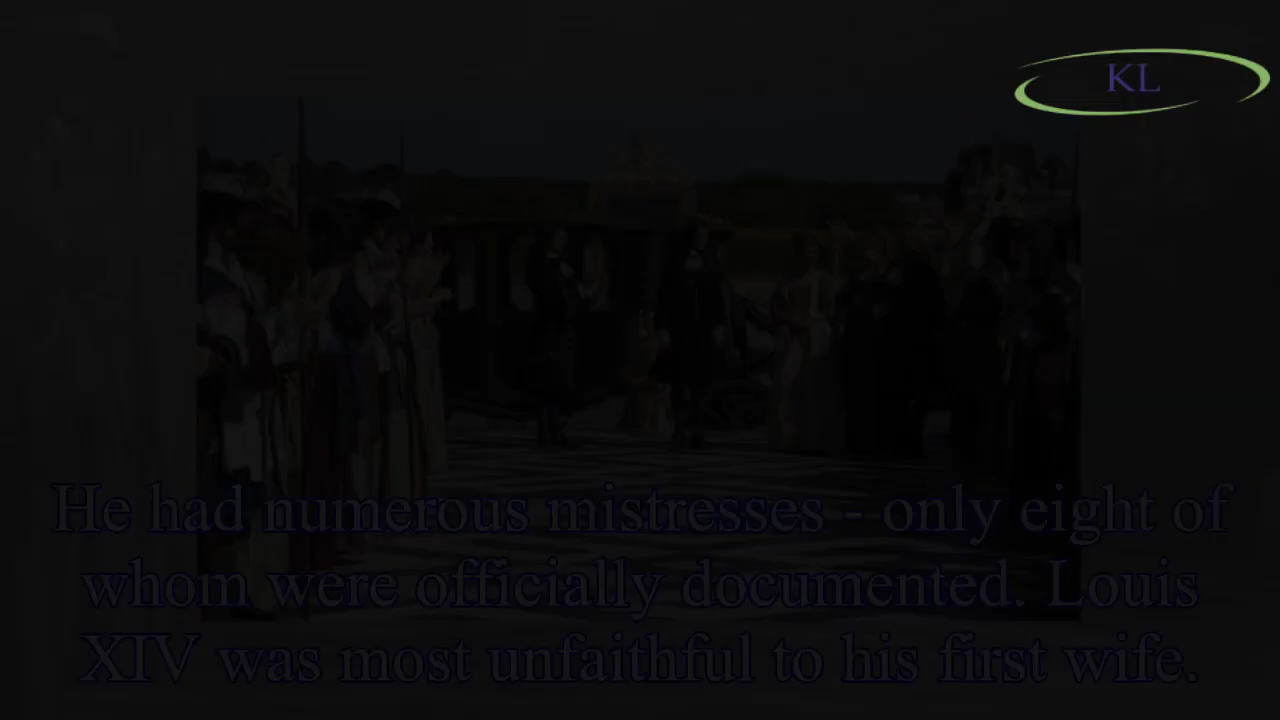 KL
He had numerous mistresses - only eight of
whom were officially documented. Louis
XIV was most unfaithful to his first wife.